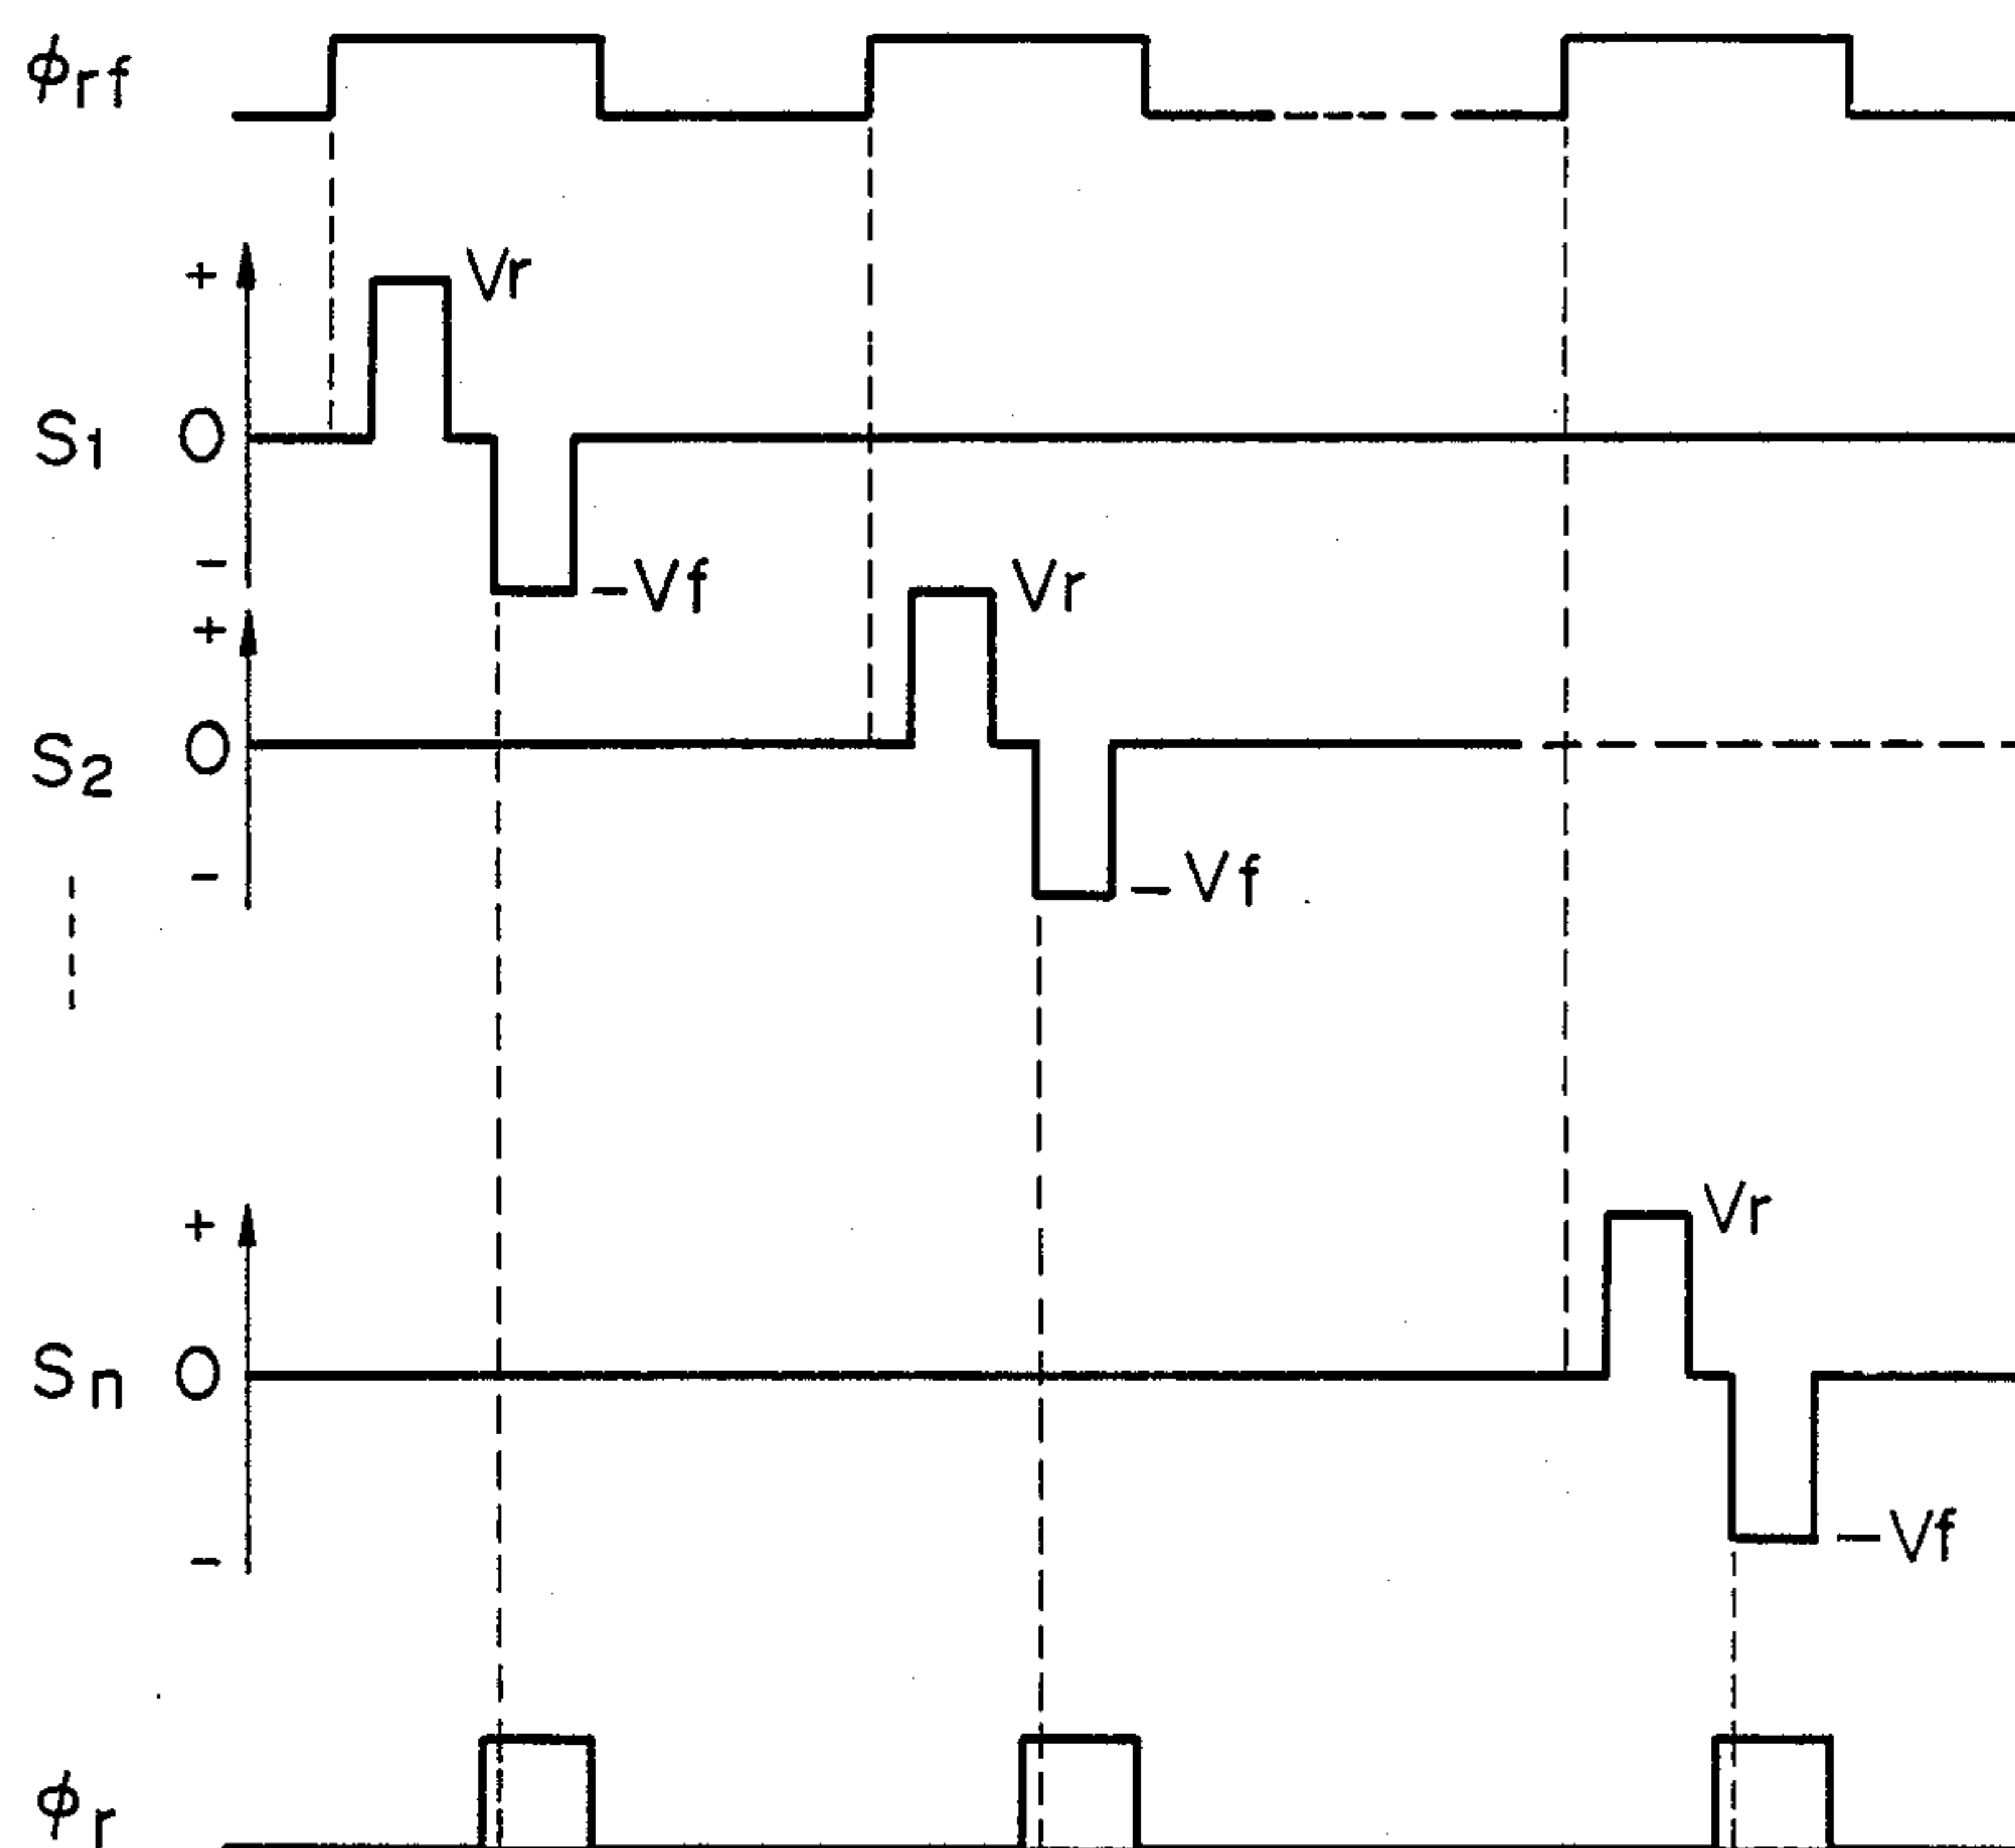 ϕrf
+ Vr
S1 O
- -Vf
+ Vr
S2 O
- -Vf
+ Vr
Sn O
- -Vf
ϕr